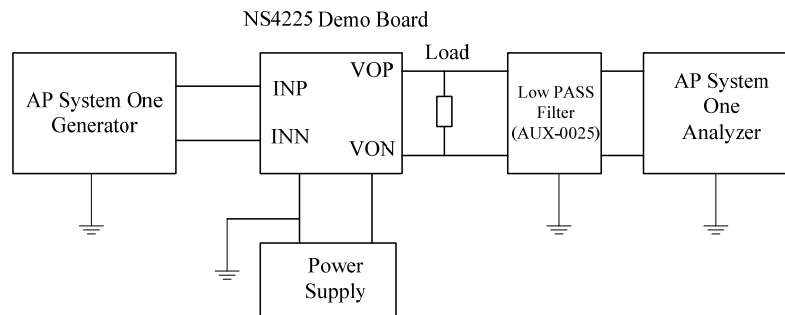 NS4225 Demo Board
AP System One
Generator
INP
INN
VOP
VON
Load
Low PASS
Filter
(AUX-0025)
AP System
One
Analyzer
Power
Supply